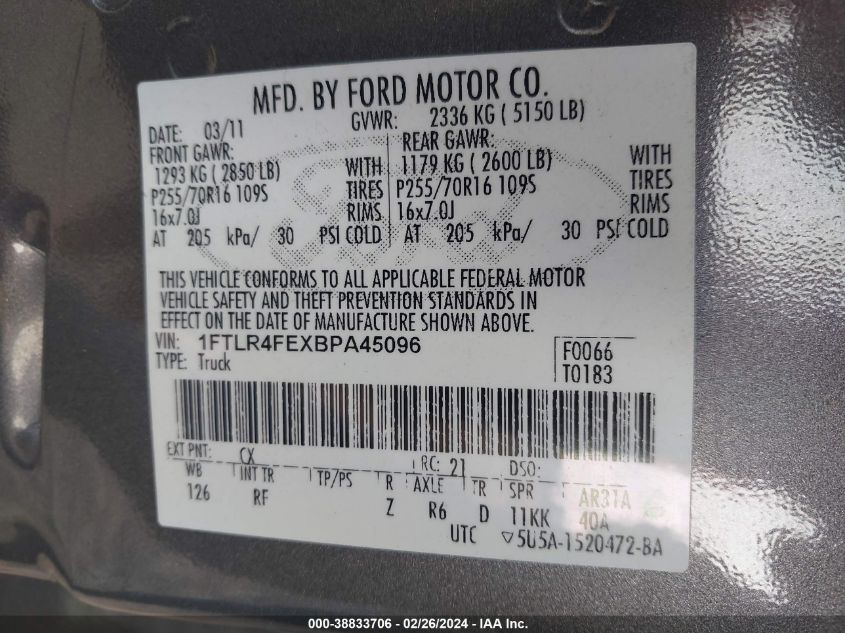 MFD. BY FORD MOTOR CO.
DATE: 03/11 GVWR: 2336 KG ( 5150 LB)
FRONT GAWR: REAR GAWR:
1293 KG ( 2850 LB) WITH 1179 KG ( 2600 LB) WITH
P255/70R16 109S TIRES P255/70R16 109S TIRES
16x7.0J RIMS 16x7.0J RIMS
AT 205 kPa/ 30 PSI COLD AT 205 kPa/ 30 PSI COLD
THIS VEHICLE CONFORMS TO ALL APPLICABLE FEDERAL MOTOR
VEHICLE SAFETY AND THEFT PREVENTION STANDARDS IN
EFFECT ON THE DATE OF MANUFACTURE SHOWN ABOVE.
VIN: 1FTLR4FEXBPA45096 F0066
TYPE: Truck T0183
EXT PNT: CX RC: 21 DSO:
WB INT TR TP/PS R AXLE TR SPR AR31A
126 RF Z R6 D 11KK 40A
UTC ▽5U5A-1520472-BA
000-38833706 - 02/26/2024 - IAA Inc.